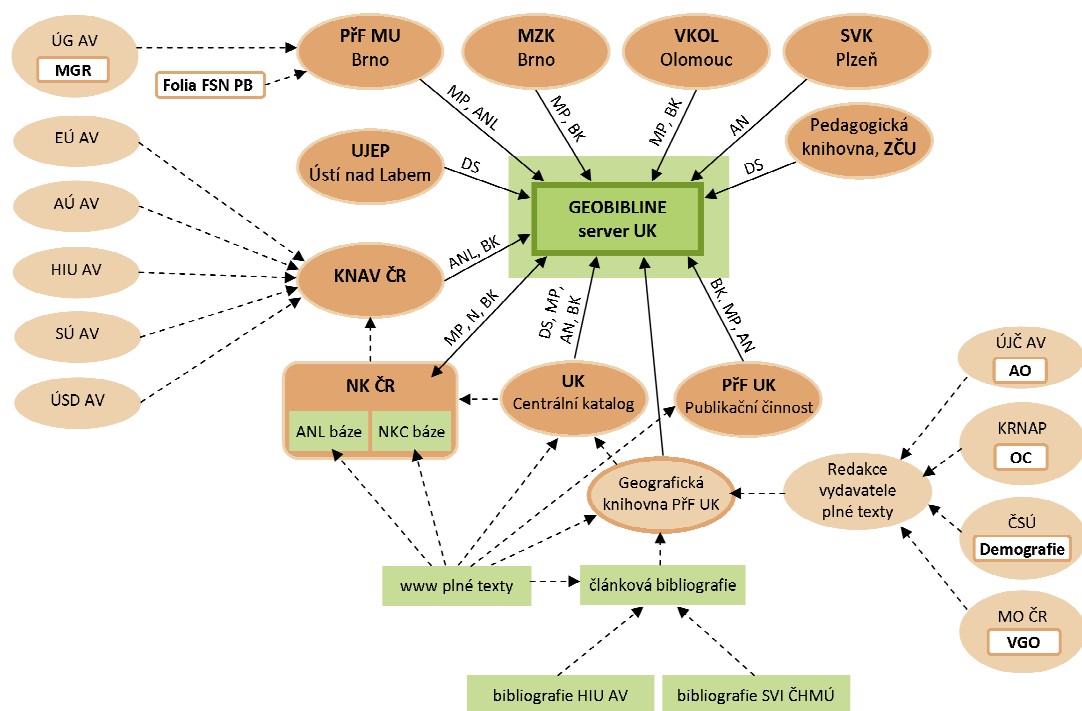 ÚG AV
MGR
Folia FSN PB
PřF MU
Brno
MZK
Brno
VKOL
Olomouc
SVK
Plzeň
Pedagogická
knihovna, ZČU
UJEP
Ústí nad Labem
MP, ANL
MP, BK
MP, BK
AN
DS
DS
GEOBIBLINE
server UK
EÚ AV
AÚ AV
HIU AV
SÚ AV
ÚSD AV
KNAV ČR
ANL, BK
MP, N, BK
DS, MP,
AN, BK
BK, MP, AN
NK ČR
ANL báze
NKC báze
UK
Centrální katalog
PřF UK
Publikační činnost
Geografická
knihovna PřF UK
Redakce
vydavatele
plné texty
ÚJČ AV
AO
KRNAP
OC
ČSÚ
Demografie
MO ČR
VGO
www plné texty
článková bibliografie
bibliografie HIU AV
bibliografie SVI ČHMÚ